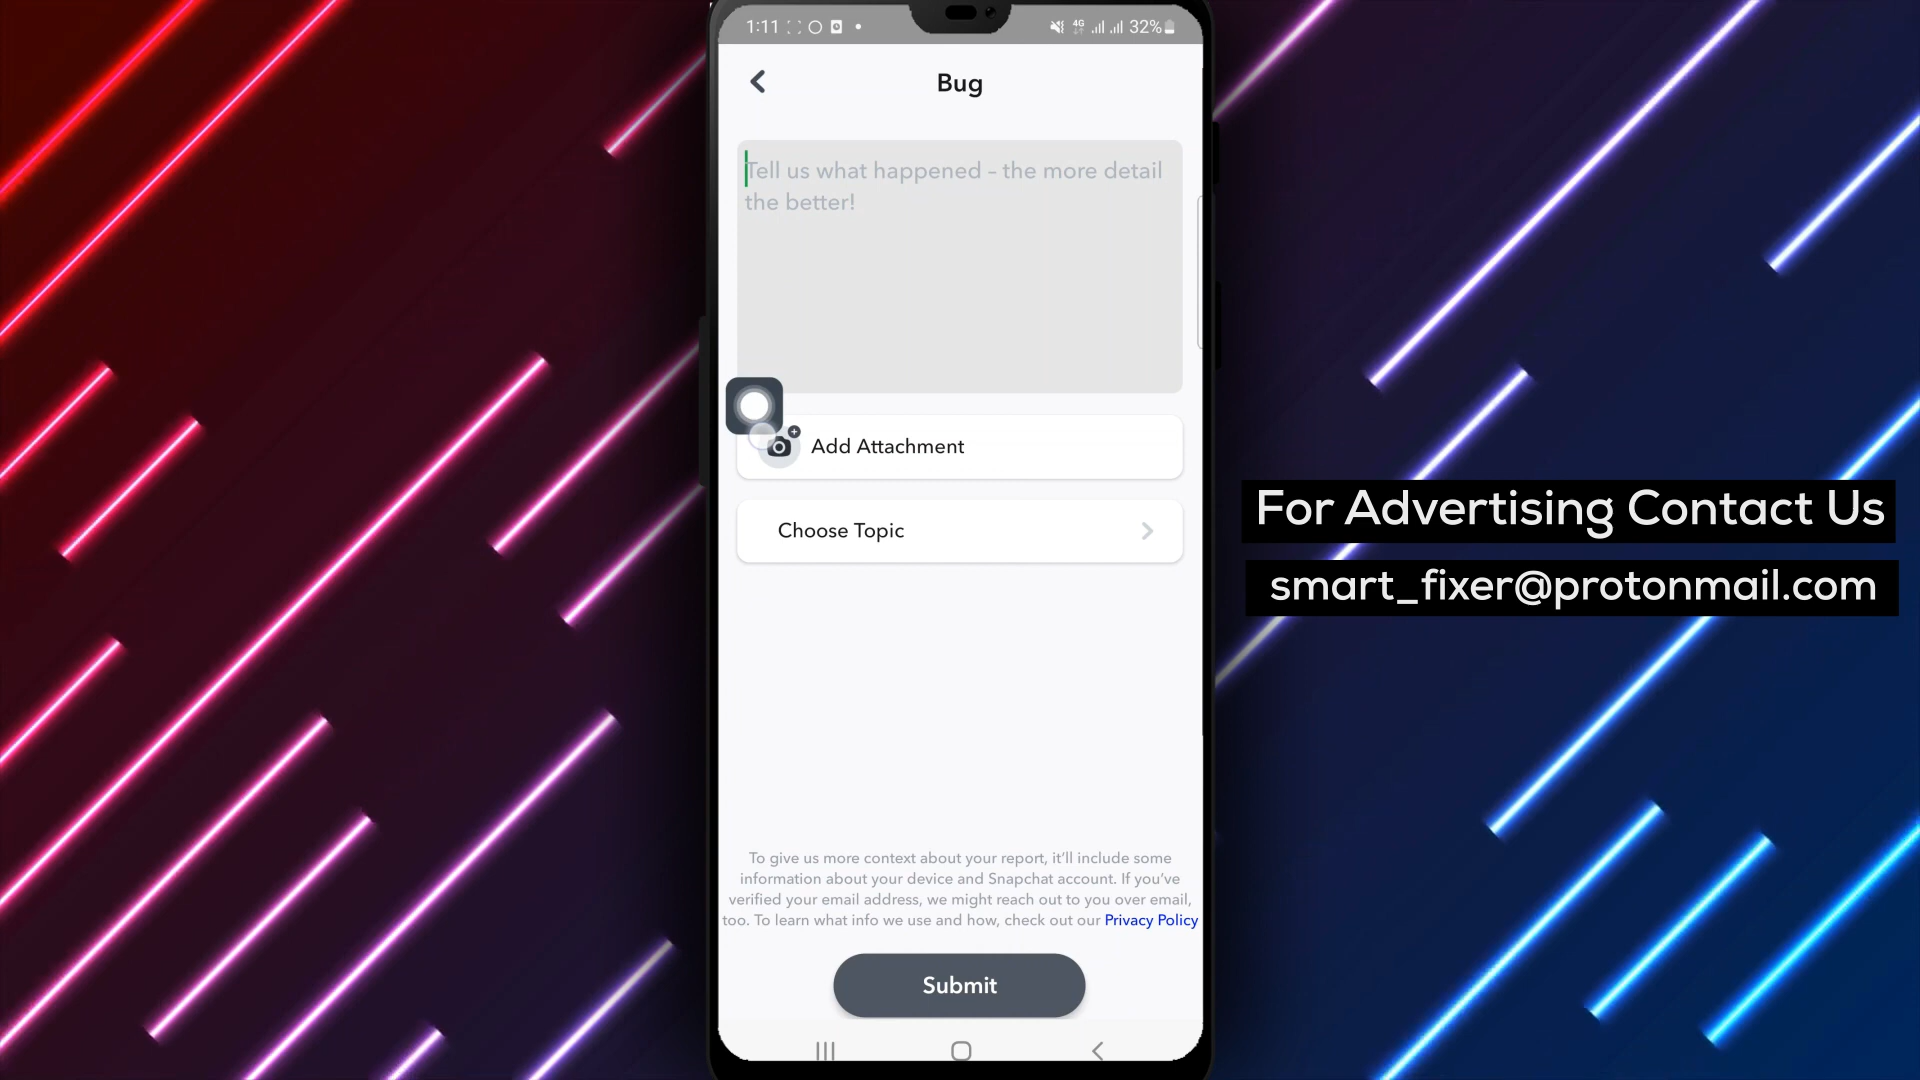 1:11
4G
32%
Bug
Tell us what happened – the more detail
the better!
Add Attachment
Choose Topic
For Advertising Contact Us
smart_fixer@protonmail.com
To give us more context about your report, it'll include some
information about your device and Snapchat account. If you've
verified your email address, we might reach out to you over email,
too. To learn what info we use and how, check out our Privacy Policy
Submit